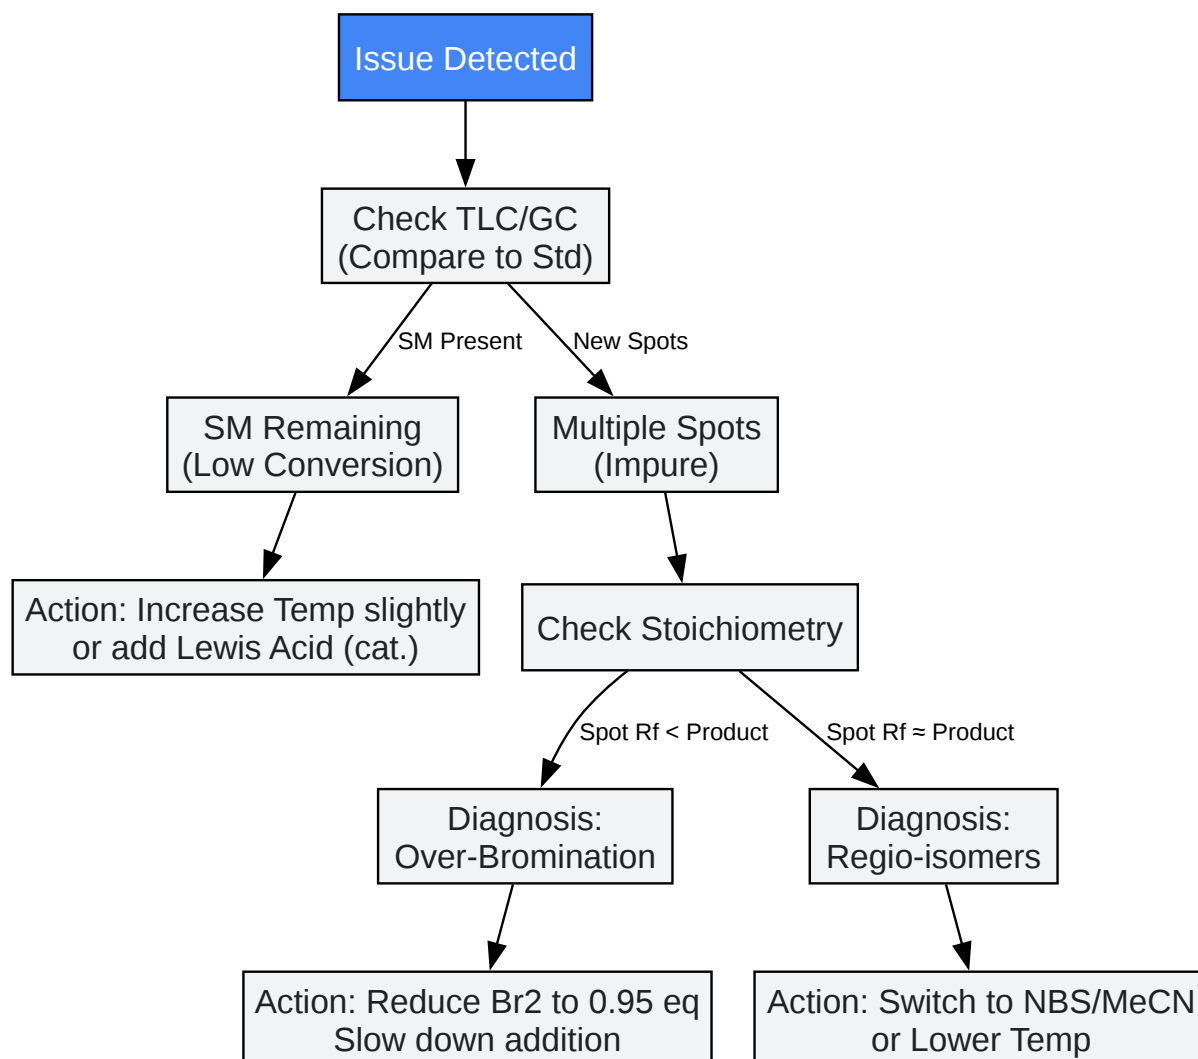 Issue Detected
Check TLC/GC
(Compare to Std)
SM Present
New Spots
SM Remaining
(Low Conversion)
Multiple Spots
(Impure)
Action: Increase Temp slightly
or add Lewis Acid (cat.)
Check Stoichiometry
Spot Rf < Product
Spot Rf ≈ Product
Diagnosis:
Over-Bromination
Diagnosis:
Regio-isomers
Action: Reduce Br2 to 0.95 eq
Slow down addition
Action: Switch to NBS/MeCN
or Lower Temp